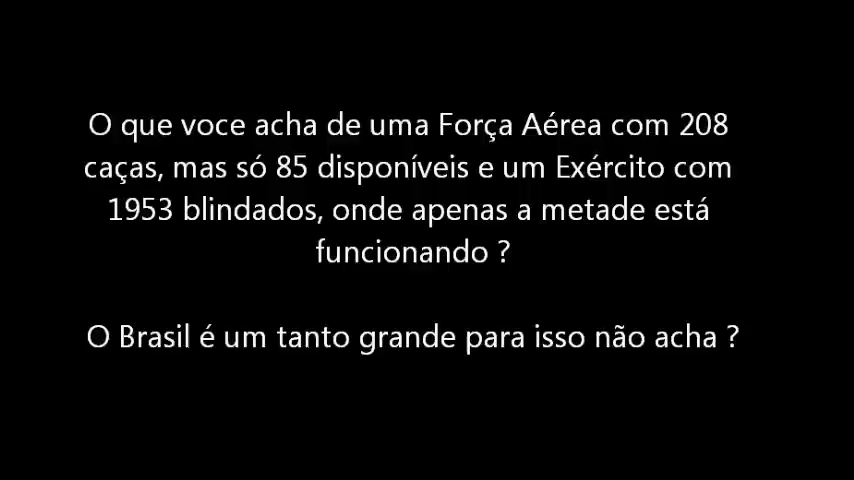 O que voce acha de uma Força Aérea com 208
caças, mas só 85 disponíveis e um Exército com
1953 blindados, onde apenas a metade está
funcionando ?
O Brasil é um tanto grande para isso não acha ?